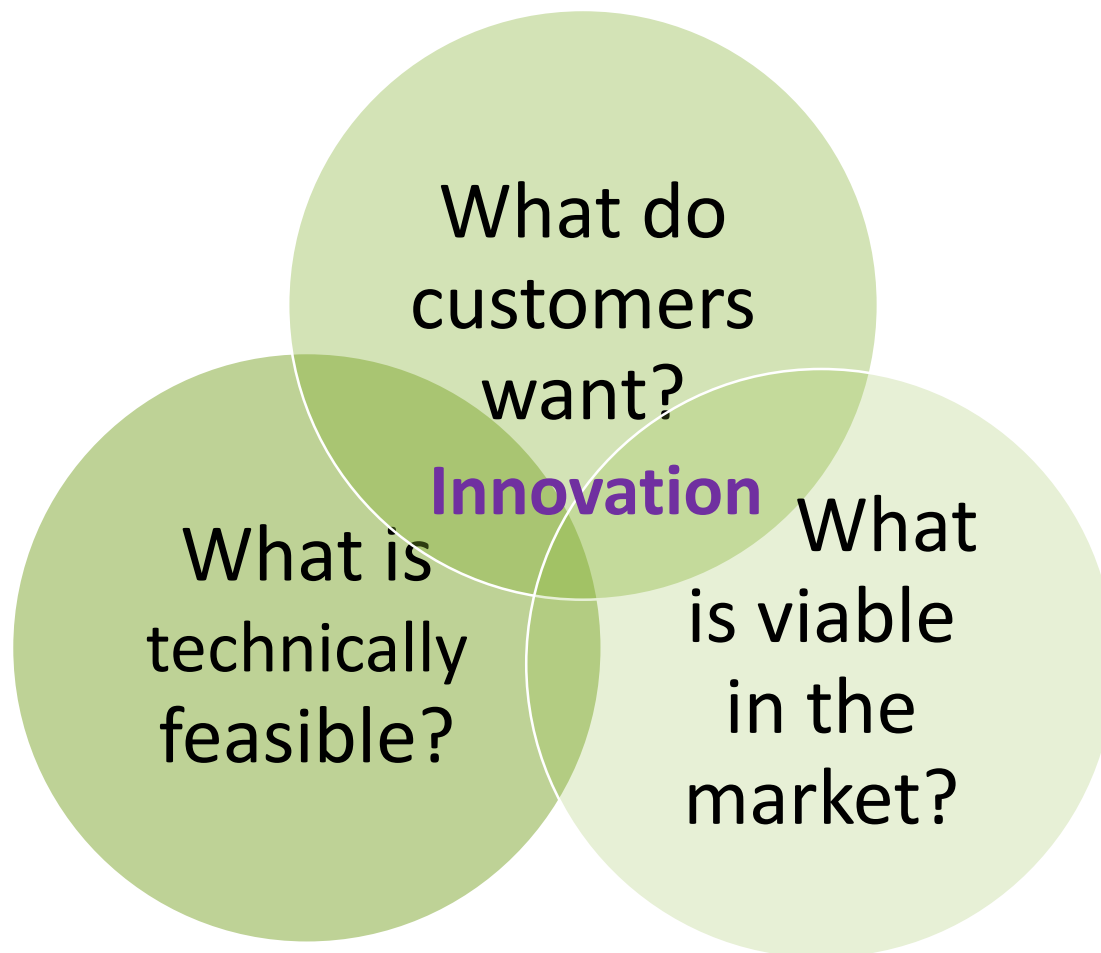 What do
customers
want?
Innovation
What is
technically
feasible?
What
is viable
in the
market?